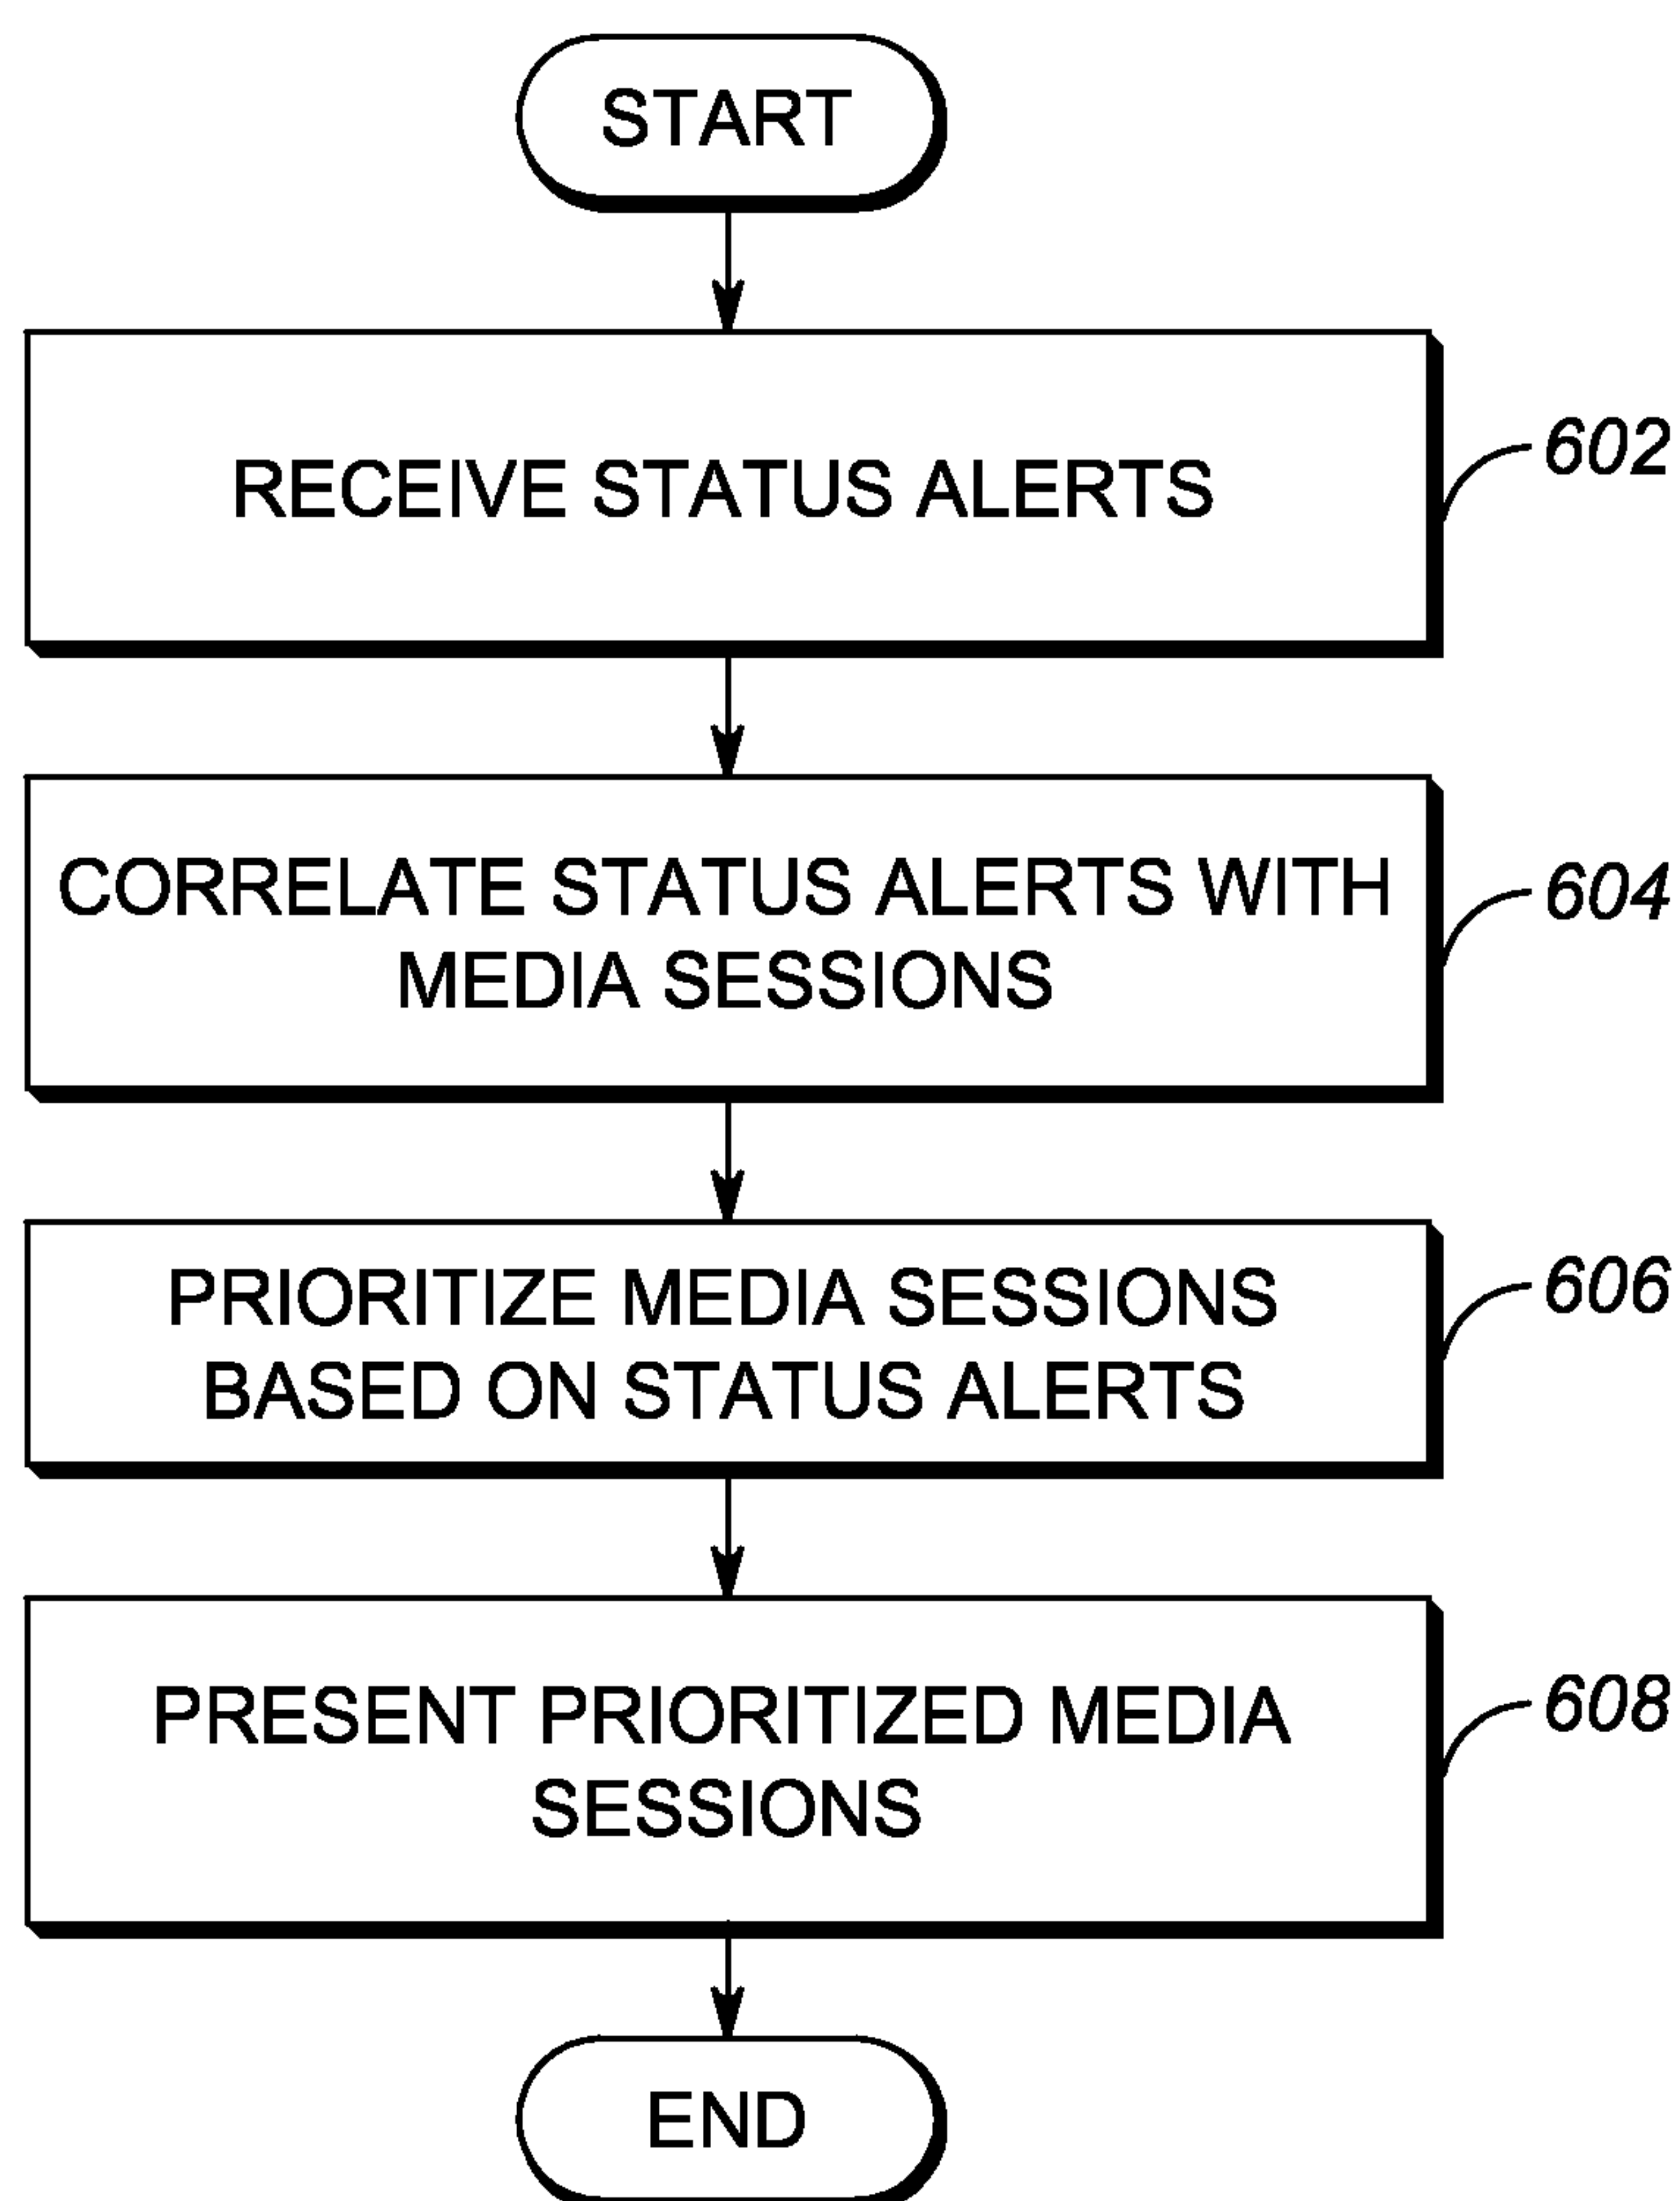 START
RECEIVE STATUS ALERTS
602
CORRELATE STATUS ALERTS WITH
MEDIA SESSIONS
604
PRIORITIZE MEDIA SESSIONS
BASED ON STATUS ALERTS
606
PRESENT PRIORITIZED MEDIA
SESSIONS
608
END